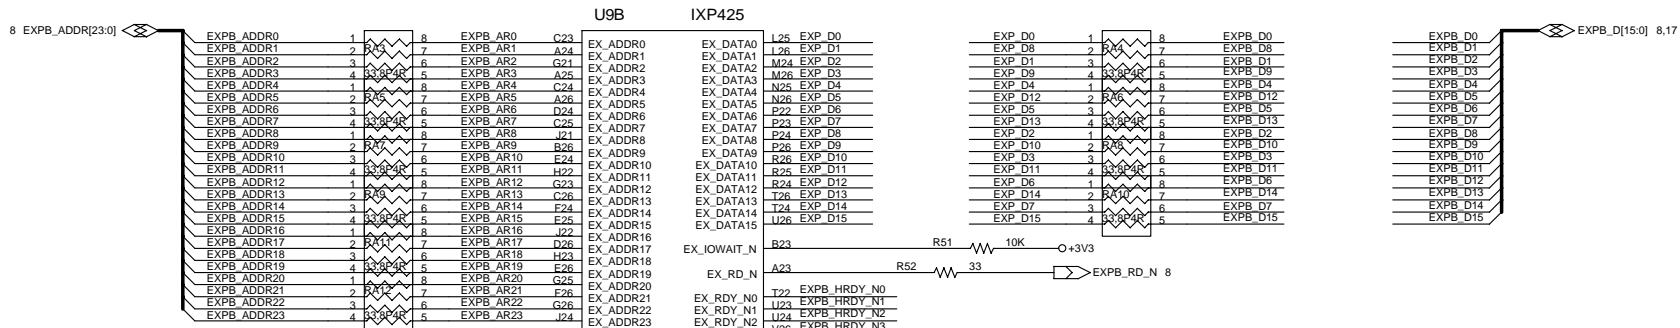 U9B IXP425
8 EXPB_ADDR[23:0] EXPB_D[15:0] 8,17
EXPB_ADDR0 1 8 EXPB_AR0 C23 EX_ADDR0 EX_DATA0 L25 EXP_D0 EXP_D0 1 8 EXPB_D0 EXPB_D0
EXPB_ADDR1 2 RA3 7 EXPB_AR1 A24 EX_ADDR1 EX_DATA1 L26 EXP_D1 EXP_D8 2 RA4 7 EXPB_D8 EXPB_D1
EXPB_ADDR2 3 6 EXPB_AR2 G21 EX_ADDR2 EX_DATA2 M24 EXP_D2 EXP_D1 3 6 EXPB_D1 EXPB_D2
EXPB_ADDR3 4 33,8P4R 5 EXPB_AR3 A25 EX_ADDR3 EX_DATA3 M26 EXP_D3 EXP_D9 4 33,8P4R 5 EXPB_D9 EXPB_D3
EXPB_ADDR4 1 8 EXPB_AR4 C24 EX_ADDR4 EX_DATA4 N25 EXP_D4 EXP_D4 1 8 EXPB_D4 EXPB_D4
EXPB_ADDR5 2 RA5 7 EXPB_AR5 A26 EX_ADDR5 EX_DATA5 N26 EXP_D5 EXP_D12 2 RA6 7 EXPB_D12 EXPB_D5
EXPB_ADDR6 3 6 EXPB_AR6 D24 EX_ADDR6 EX_DATA6 P22 EXP_D6 EXP_D5 3 6 EXPB_D5 EXPB_D6
EXPB_ADDR7 4 33,8P4R 5 EXPB_AR7 C25 EX_ADDR7 EX_DATA7 P23 EXP_D7 EXP_D13 4 33,8P4R 5 EXPB_D13 EXPB_D7
EXPB_ADDR8 1 8 EXPB_AR8 J21 EX_ADDR8 EX_DATA8 P24 EXP_D8 EXP_D2 1 8 EXPB_D2 EXPB_D8
EXPB_ADDR9 2 RA7 7 EXPB_AR9 B26 EX_ADDR9 EX_DATA9 P26 EXP_D9 EXP_D10 2 RA8 7 EXPB_D10 EXPB_D9
EXPB_ADDR10 3 6 EXPB_AR10 E24 EX_ADDR10 EX_DATA10 R26 EXP_D10 EXP_D3 3 6 EXPB_D3 EXPB_D10
EXPB_ADDR11 4 33,8P4R 5 EXPB_AR11 H22 EX_ADDR11 EX_DATA11 R25 EXP_D11 EXP_D11 4 33,8P4R 5 EXPB_D11 EXPB_D11
EXPB_ADDR12 1 8 EXPB_AR12 G23 EX_ADDR12 EX_DATA12 R24 EXP_D12 EXP_D6 1 8 EXPB_D6 EXPB_D12
EXPB_ADDR13 2 RA9 7 EXPB_AR13 C26 EX_ADDR13 EX_DATA13 T26 EXP_D13 EXP_D14 2 RA10 7 EXPB_D14 EXPB_D13
EXPB_ADDR14 3 6 EXPB_AR14 F24 EX_ADDR14 EX_DATA14 T24 EXP_D14 EXP_D7 3 6 EXPB_D7 EXPB_D14
EXPB_ADDR15 4 33,8P4R 5 EXPB_AR15 E25 EX_ADDR15 EX_DATA15 U26 EXP_D15 EXP_D15 4 33,8P4R 5 EXPB_D15 EXPB_D15
EXPB_ADDR16 1 8 EXPB_AR16 J22 EX_ADDR16
EXPB_ADDR17 2 RA11 7 EXPB_AR17 D26 EX_ADDR17 EX_IOWAIT_N B23 R51 10K +3V3
EXPB_ADDR18 3 6 EXPB_AR18 H23 EX_ADDR18
EXPB_ADDR19 4 33,8P4R 5 EXPB_AR19 E26 EX_ADDR19 EX_RD_N A23 R52 33 EXPB_RD_N 8
EXPB_ADDR20 1 8 EXPB_AR20 G25 EX_ADDR20
EXPB_ADDR21 2 RA12 7 EXPB_AR21 F26 EX_ADDR21 EX_RDY_N0 T22 EXPB_HRDY_N0
EXPB_ADDR22 3 6 EXPB_AR22 G26 EX_ADDR22 EX_RDY_N1 U23 EXPB_HRDY_N1
EXPB_ADDR23 4 33,8P4R 5 EXPB_AR23 J24 EX_ADDR23 EX_RDY_N2 U24 EXPB_HRDY_N2
EXPB_HRDY_N3